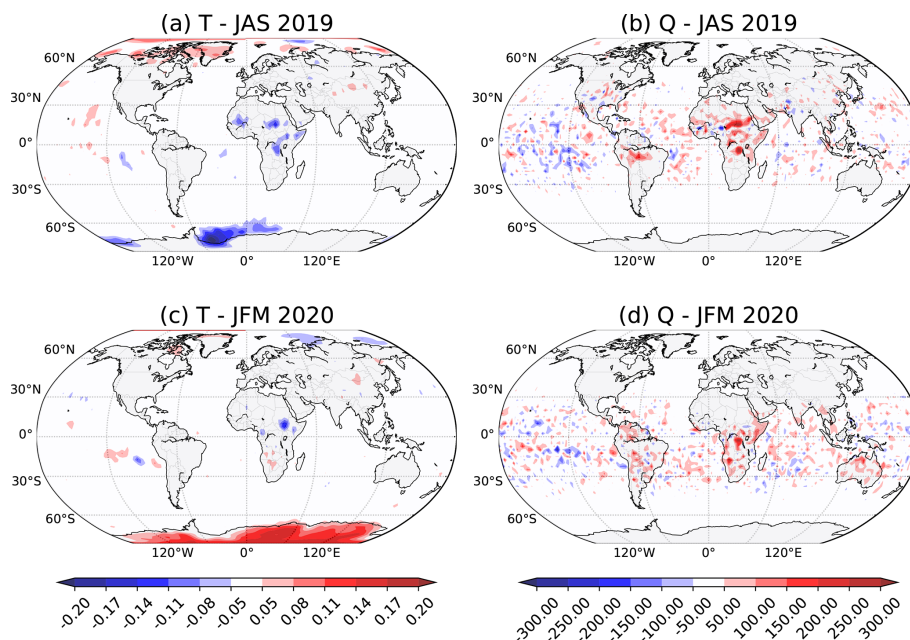 (a) T - JAS 2019
(b) Q - JAS 2019
60°N
30°N
0°
30°S
60°S
120°W 0° 120°E
60°N
30°N
0°
30°S
60°S
120°W 0° 120°E
(c) T - JFM 2020
(d) Q - JFM 2020
60°N
30°N
0°
30°S
60°S
120°W 0° 120°E
60°N
30°N
0°
30°S
60°S
120°W 0° 120°E
-0.20 -0.17 -0.14 -0.11 -0.08 -0.05 0.05 0.08 0.11 0.14 0.17 0.20
-300.00 -250.00 -200.00 -150.00 -100.00 -50.00 50.00 100.00 150.00 200.00 250.00 300.00